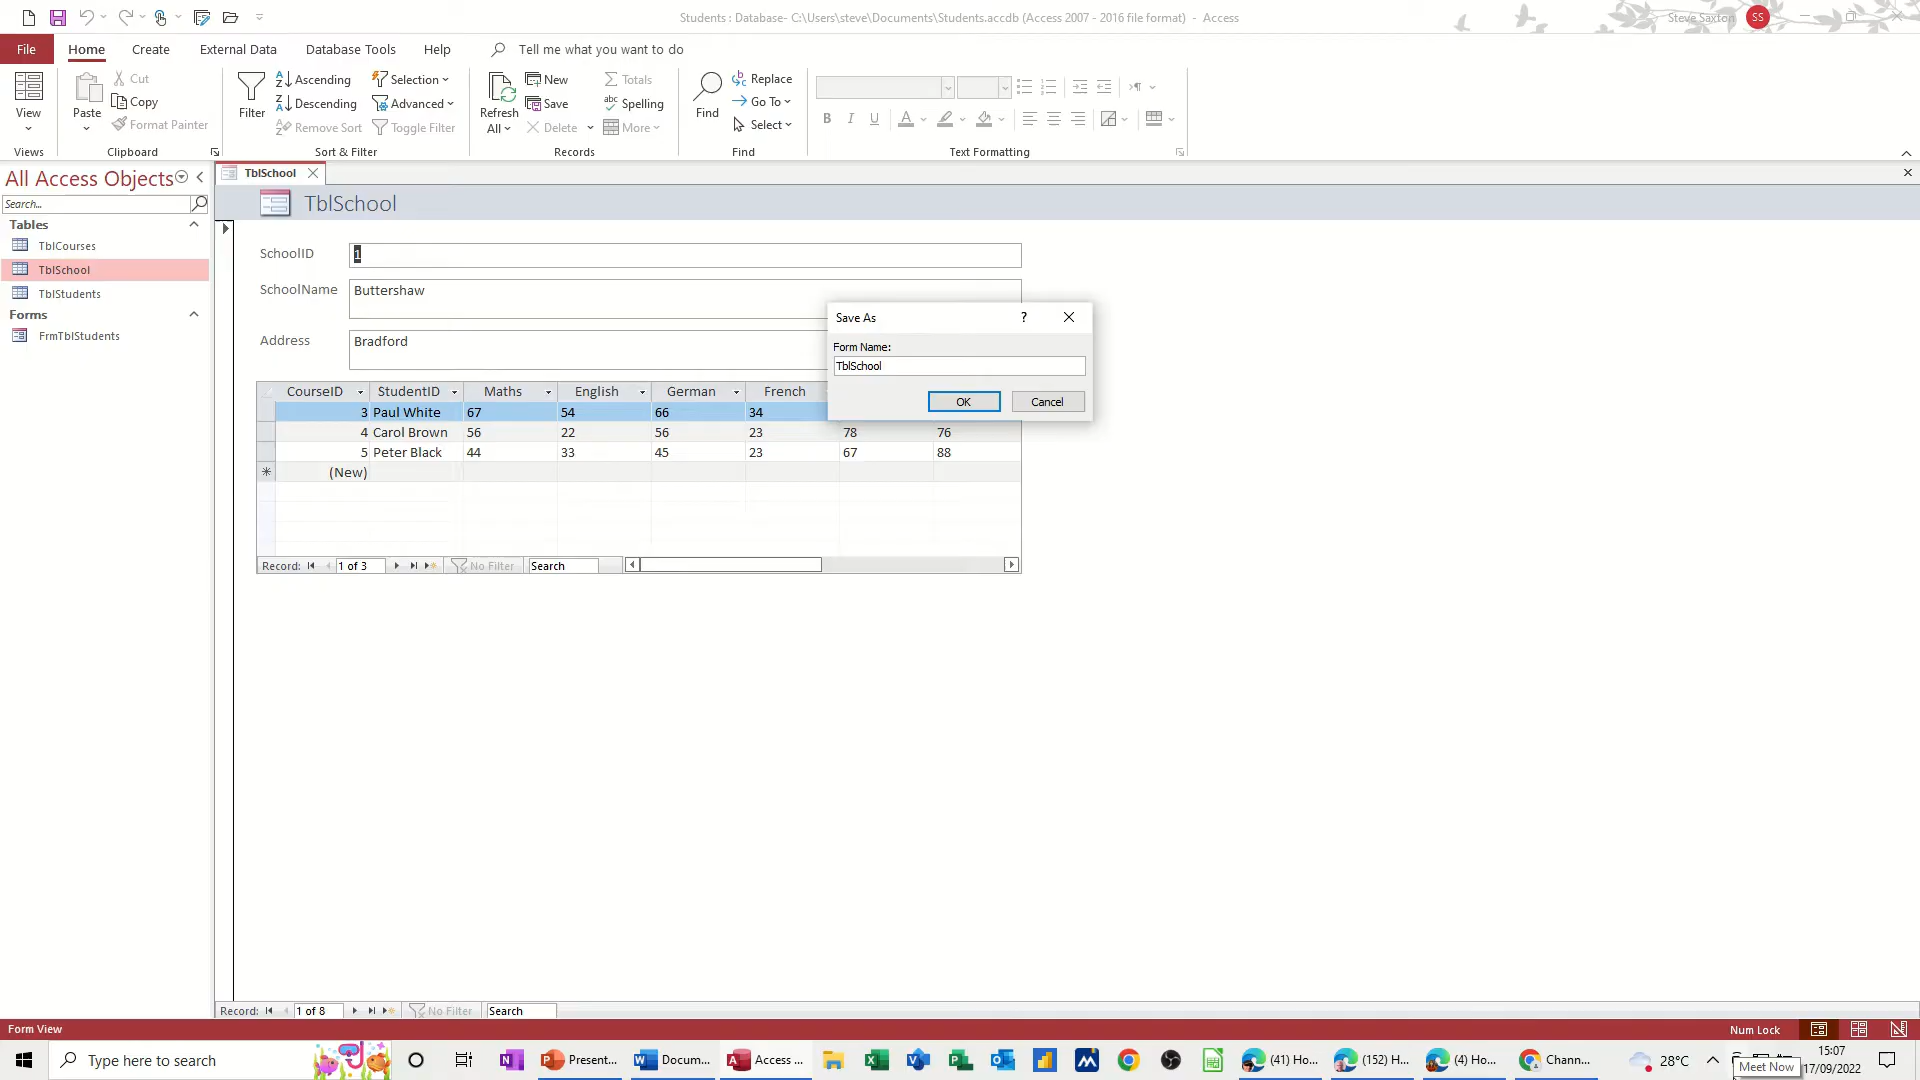 Students : Database- C:\Users\steve\Documents\Students.accdb (Access 2007 - 2016 file format)  -  Access
Steve Saxton SS
File Home Create External Data Database Tools Help Tell me what you want to do
View
Views
Paste
Cut
Copy
Format Painter
Clipboard
Filter
Ascending
Descending
Remove Sort
Selection
Advanced
Toggle Filter
Sort & Filter
Refresh All
New
Save
Delete
Totals
Spelling
More
Records
Find
Replace
Go To
Select
Find
B I U A
Text Formatting
All Access Objects
Search...
Tables
TblCourses
TblSchool
TblStudents
Forms
FrmTblStudents
TblSchool
TblSchool
SchoolID 1
SchoolName Buttershaw
Address Bradford
CourseID StudentID Maths English German French
3 Paul White 67 54 66 34
4 Carol Brown 56 22 56 23 78 76
5 Peter Black 44 33 45 23 67 88
(New)
Record: 1 of 3 No Filter Search
Save As ?
Form Name:
TblSchool
OK Cancel
Record: 1 of 8 No Filter Search
Form View Num Lock
Type here to search
Present...
Docum...
Access ...
(41) Ho...
(152) H...
(4) Ho...
Chann...
28°C
15:07
17/09/2022
Meet Now